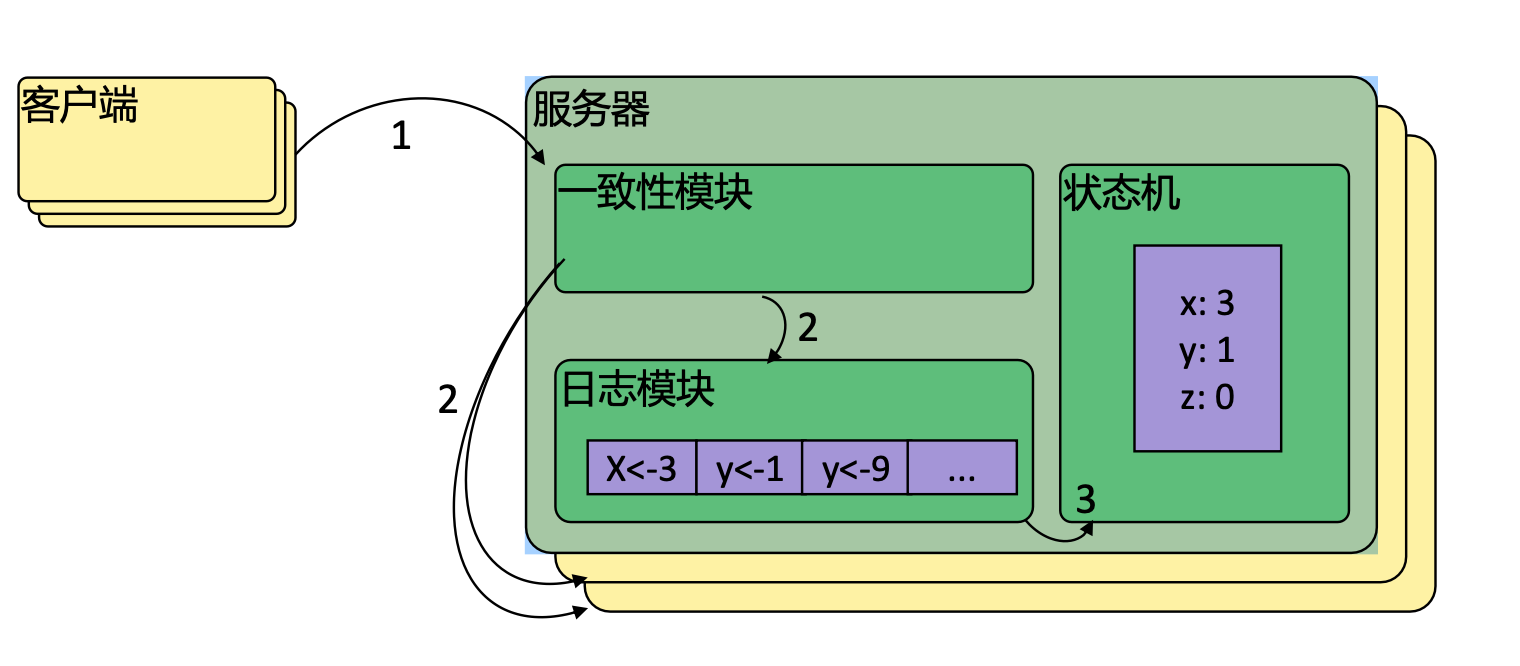 客户端
1
服务器
一致性模块
状态机
x: 3
y: 1
z: 0
2
2
日志模块
X<-3 y<-1 y<-9 ...
3